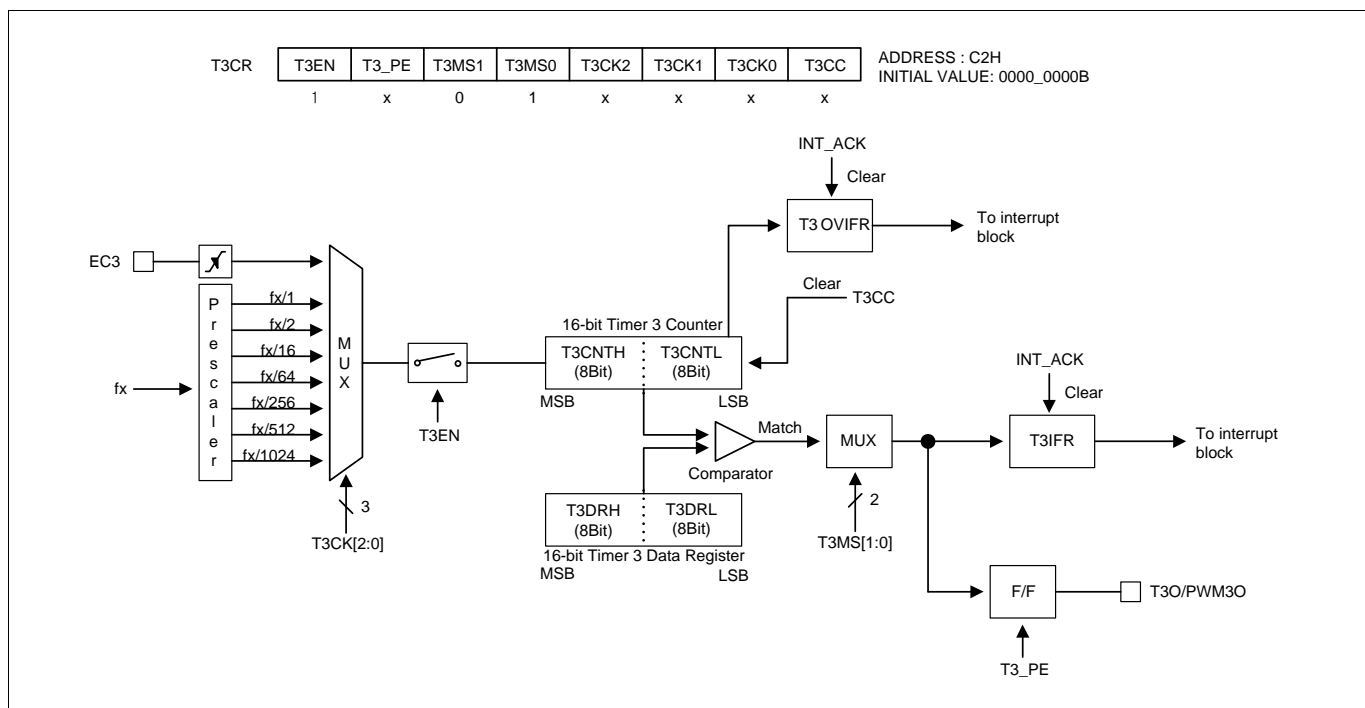 T3CR T3EN T3_PE T3MS1 T3MS0 T3CK2 T3CK1 T3CK0 T3CC ADDRESS : C2H
INITIAL VALUE: 0000_0000B
1 x 0 1 x x x x
INT_ACK
Clear
T3 OVIFR
To interrupt
block
EC3
Prescaler
fx
fx/1
fx/2
fx/16
fx/64
fx/256
fx/512
fx/1024
MUX
3
T3CK[2:0]
T3EN
Clear
T3CC
16-bit Timer 3 Counter
T3CNTH
(8Bit)
T3CNTL
(8Bit)
MSB
LSB
Match
Comparator
T3DRH
(8Bit)
T3DRL
(8Bit)
16-bit Timer 3 Data Register
MSB
LSB
MUX
2
T3MS[1:0]
INT_ACK
Clear
T3IFR
To interrupt
block
F/F
T3O/PWM3O
T3_PE